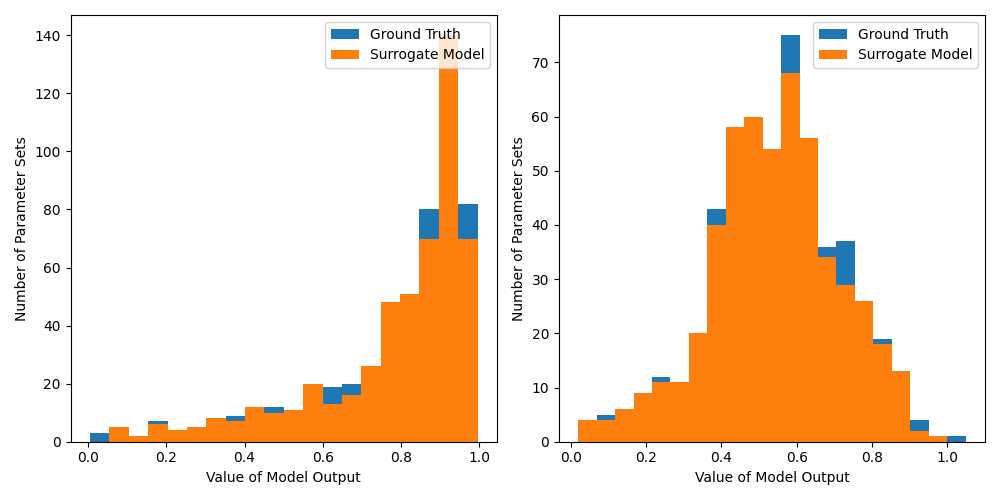 Ground Truth
Surrogate Model
140
120
100
80
60
40
20
0
Number of Parameter Sets
0.0 0.2 0.4 0.6 0.8 1.0
Value of Model Output
Ground Truth
Surrogate Model
70
60
50
40
30
20
10
0
Number of Parameter Sets
0.0 0.2 0.4 0.6 0.8 1.0
Value of Model Output